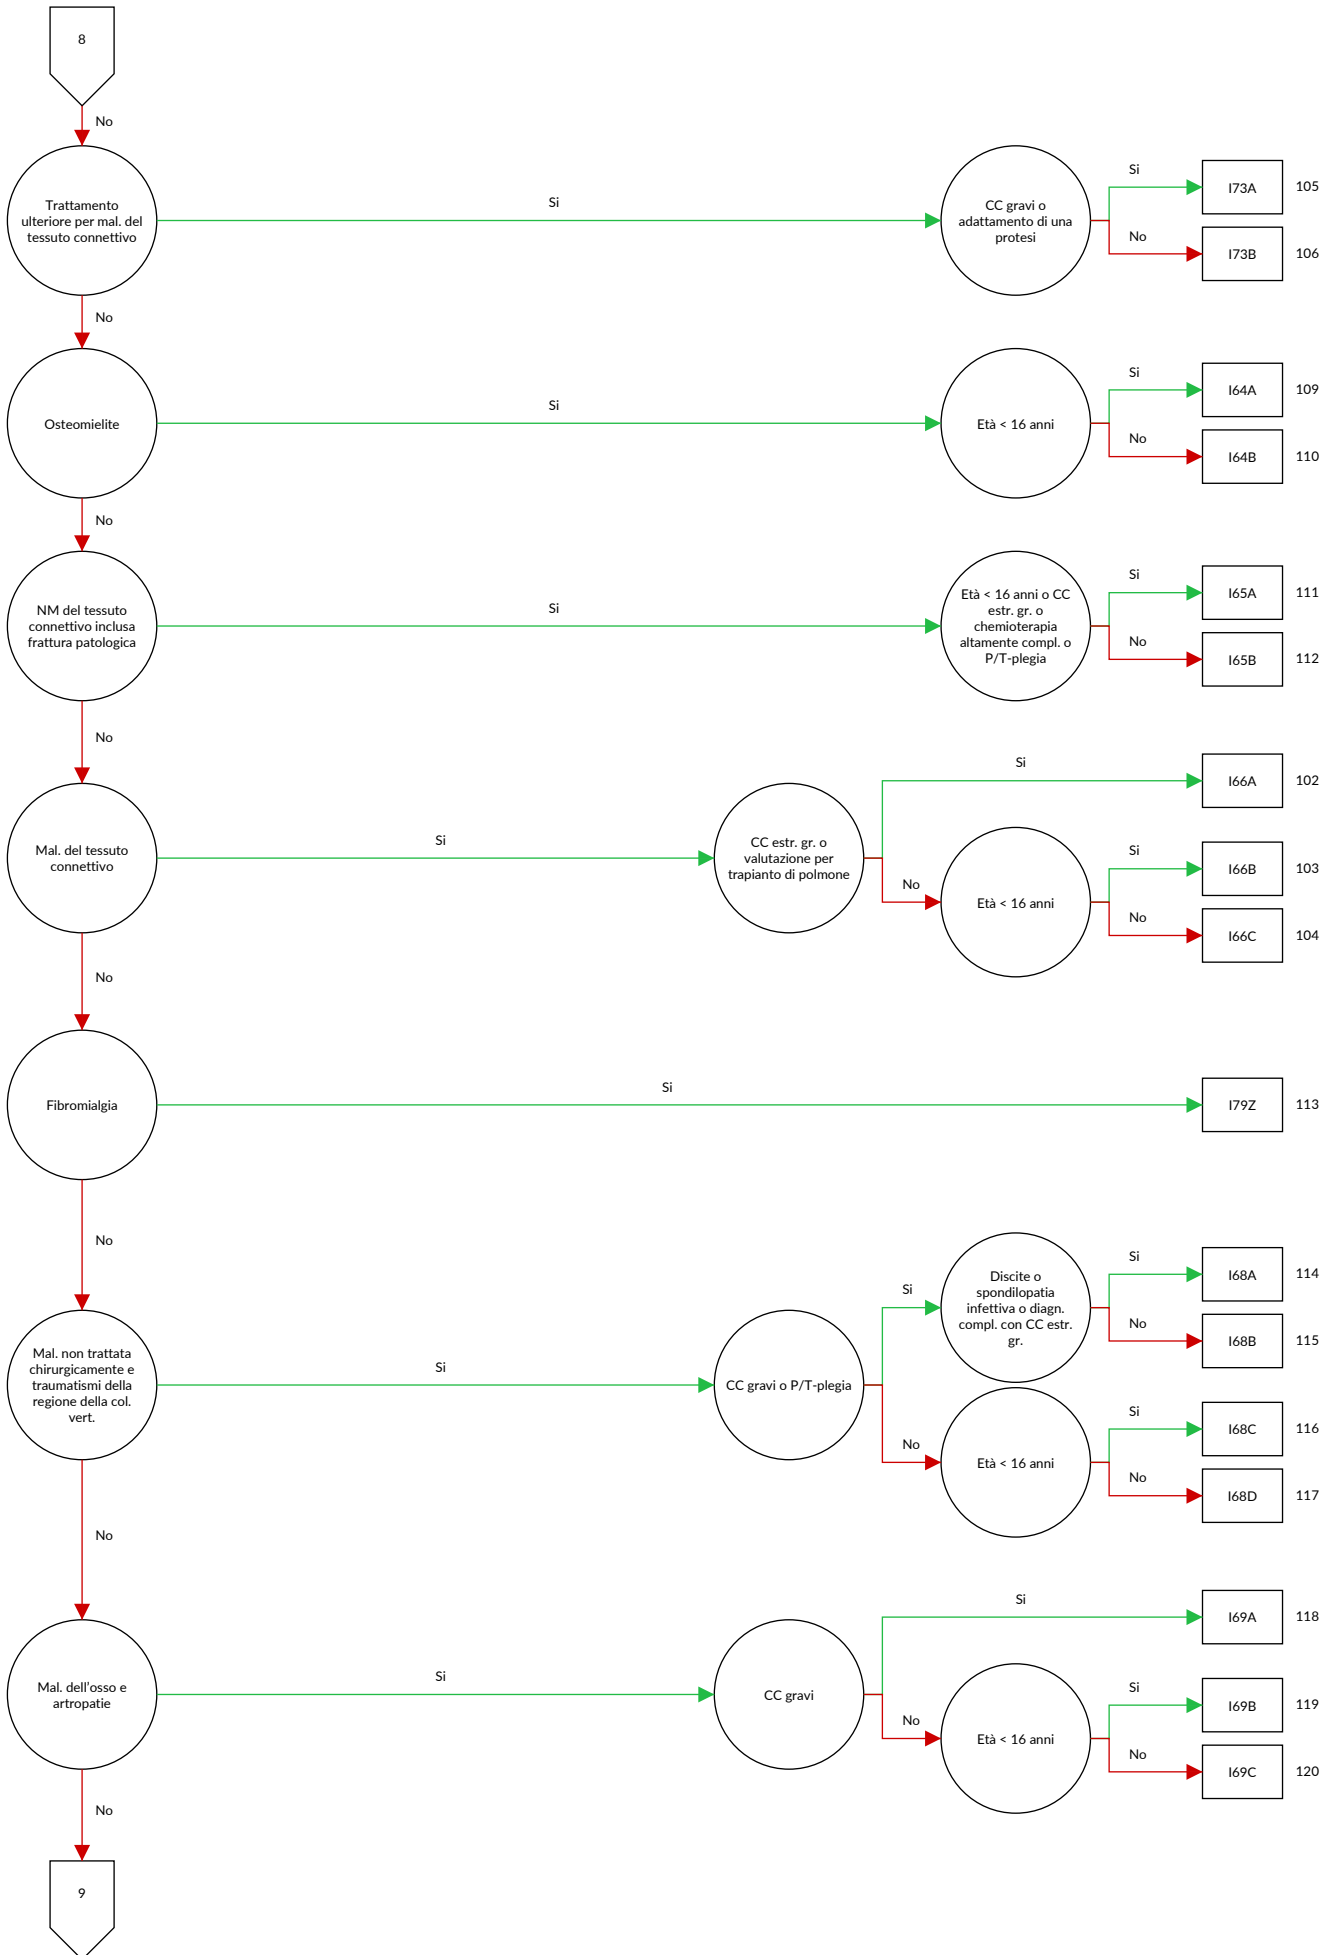 8
No
Trattamento
ulteriore per mal. del
tessuto connettivo
Si
CC gravi o
adattamento di una
protesi
Si
I73A
105
No
I73B
106
No
Osteomielite
Si
Età < 16 anni
Si
I64A
109
No
I64B
110
No
NM del tessuto
connettivo inclusa
frattura patologica
Si
Età < 16 anni o CC
estr. gr. o
chemioterapia
altamente compl. o
P/T-plegia
Si
I65A
111
No
I65B
112
No
Mal. del tessuto
connettivo
Si
CC estr. gr. o
valutazione per
trapianto di polmone
Si
I66A
102
No
Età < 16 anni
Si
I66B
103
No
I66C
104
No
Fibromialgia
Si
I79Z
113
No
Mal. non trattata
chirurgicamente e
traumatismi della
regione della col.
vert.
Si
CC gravi o P/T-plegia
Si
Discite o
spondilopatia
infettiva o diagn.
compl. con CC estr.
gr.
Si
I68A
114
No
I68B
115
No
Età < 16 anni
Si
I68C
116
No
I68D
117
No
Mal. dell'osso e
artropatie
Si
CC gravi
Si
I69A
118
No
Età < 16 anni
Si
I69B
119
No
I69C
120
No
9